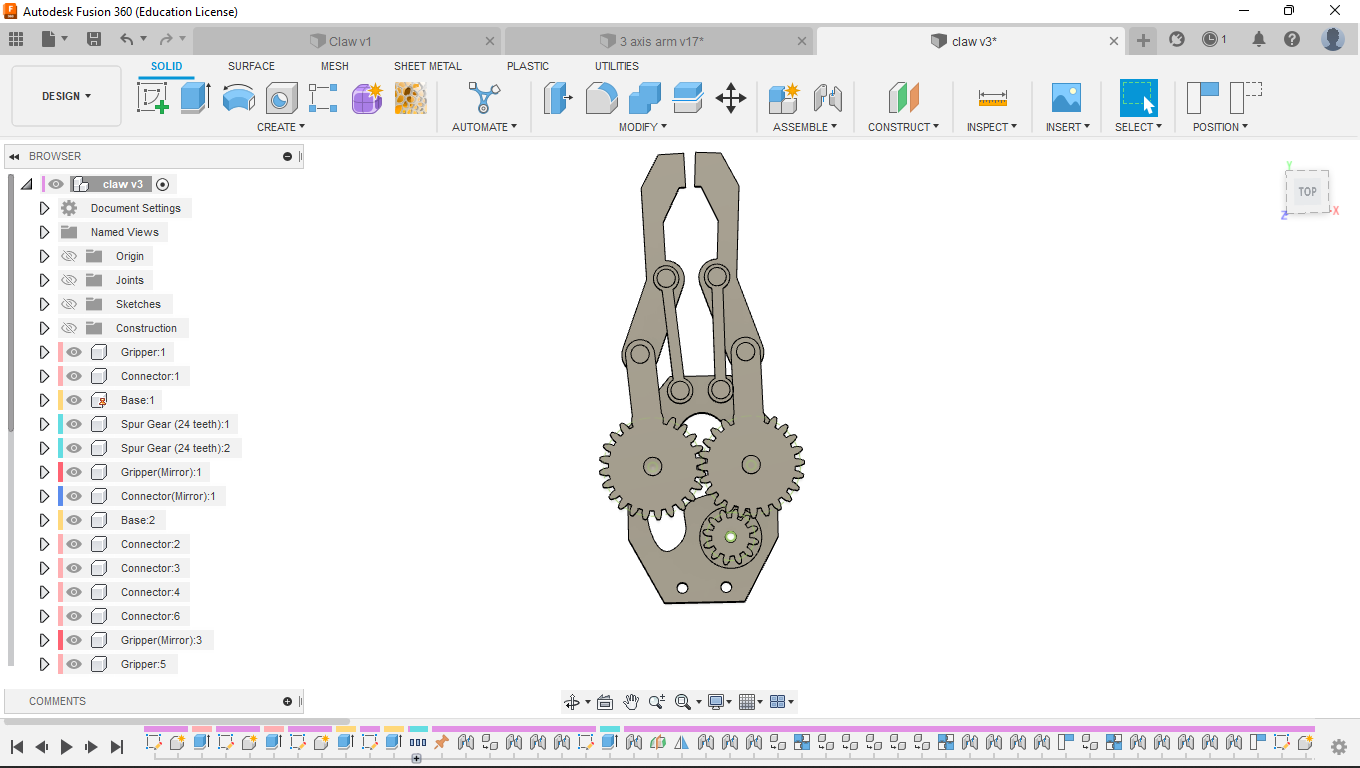 Autodesk Fusion 360 (Education License)
Claw v1
3 axis arm v17*
claw v3*
1
SOLID SURFACE MESH SHEET METAL PLASTIC UTILITIES
DESIGN
CREATE AUTOMATE MODIFY ASSEMBLE CONSTRUCT INSPECT INSERT SELECT POSITION
BROWSER
claw v3
Document Settings
Named Views
Origin
Joints
Sketches
Construction
Gripper:1
Connector:1
Base:1
Spur Gear (24 teeth):1
Spur Gear (24 teeth):2
Gripper(Mirror):1
Connector(Mirror):1
Base:2
Connector:2
Connector:3
Connector:4
Connector:6
Gripper(Mirror):3
Gripper:5
Y
TOP
Z
X
COMMENTS